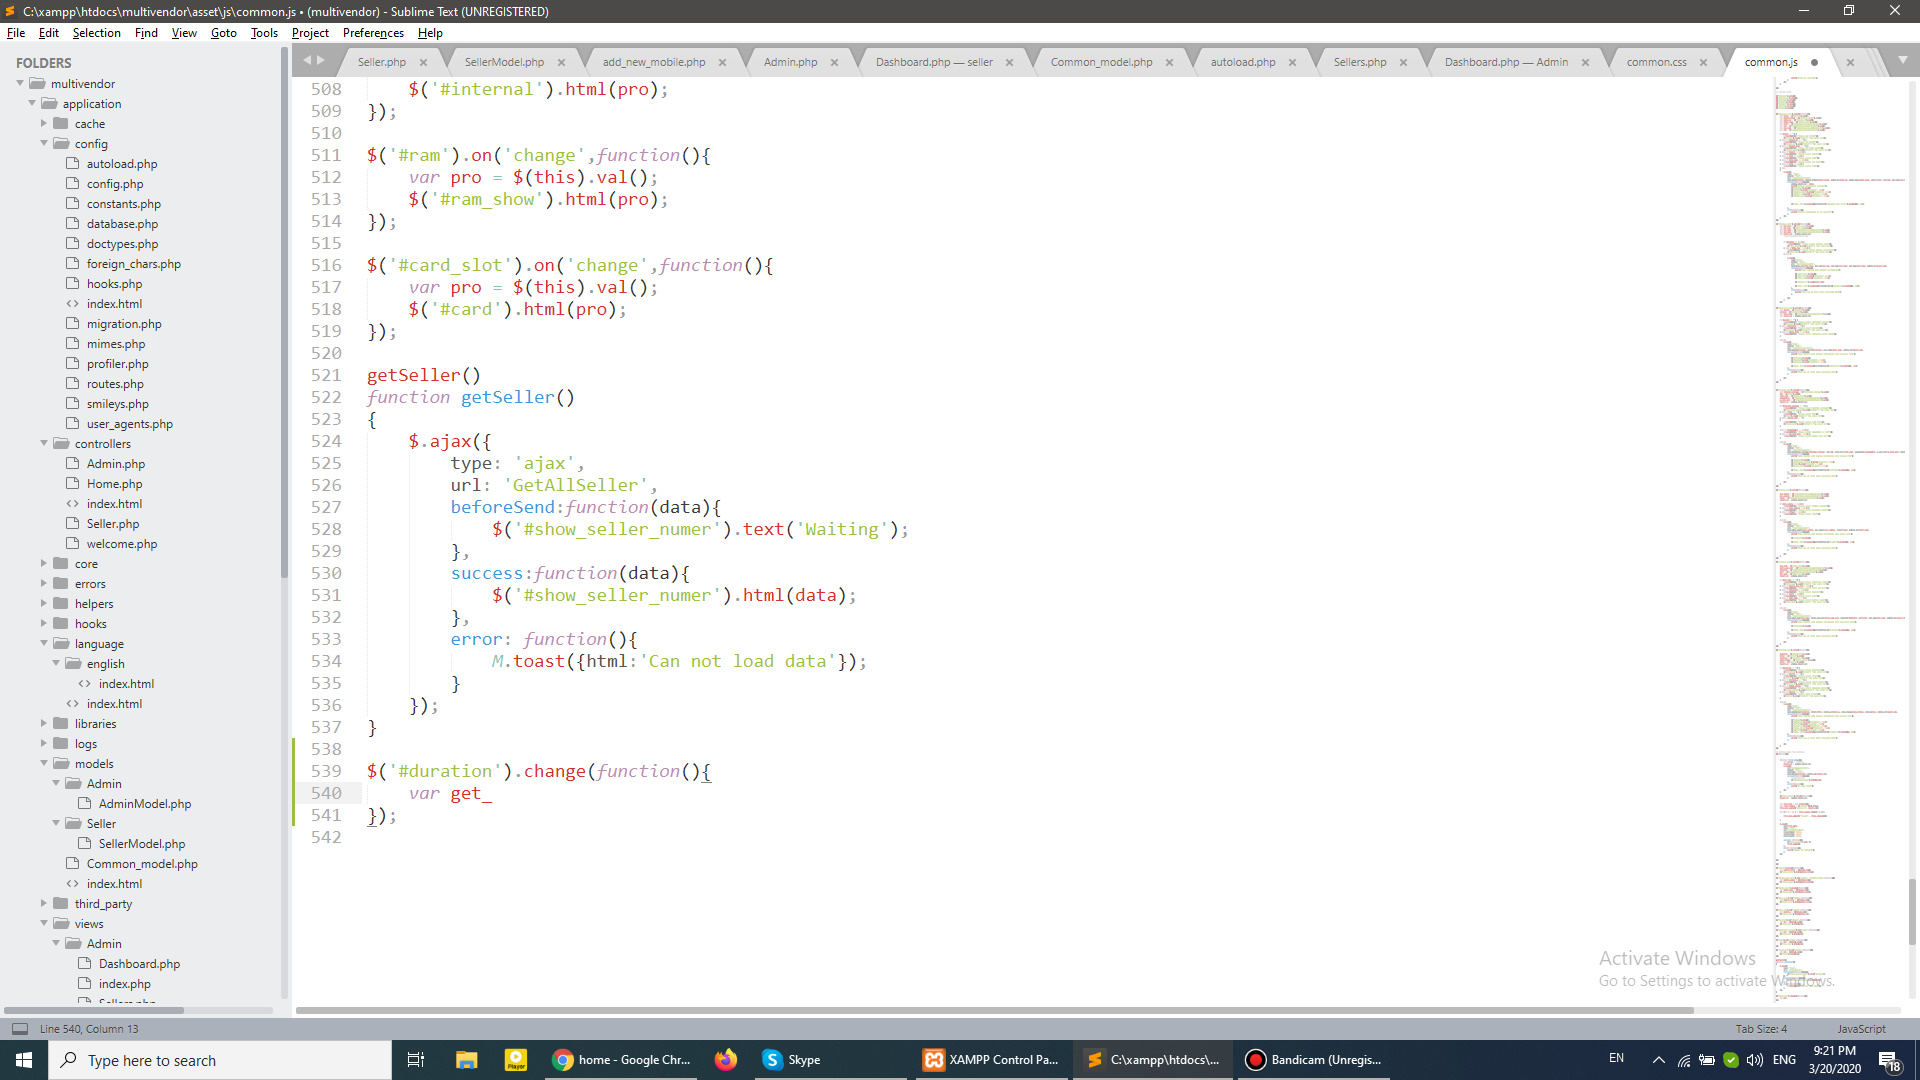 C:\xampp\htdocs\multivendor\asset\js\common.js • (multivendor) - Sublime Text (UNREGISTERED)
File Edit Selection Find View Goto Tools Project Preferences Help
FOLDERS
multivendor
application
cache
config
autoload.php
config.php
constants.php
database.php
doctypes.php
foreign_chars.php
hooks.php
index.html
migration.php
mimes.php
profiler.php
routes.php
smileys.php
user_agents.php
controllers
Admin.php
Home.php
index.html
Seller.php
welcome.php
core
errors
helpers
hooks
language
english
index.html
index.html
libraries
logs
models
Admin
AdminModel.php
Seller
SellerModel.php
Common_model.php
index.html
third_party
views
Admin
Dashboard.php
index.php
Sellers.php
Seller.php SellerModel.php add_new_mobile.php Admin.php Dashboard.php — seller Common_model.php autoload.php Sellers.php Dashboard.php — Admin common.css common.js
508 $('#internal').html(pro);
509 });
510
511 $('#ram').on('change',function(){
512 var pro = $(this).val();
513 $('#ram_show').html(pro);
514 });
515
516 $('#card_slot').on('change',function(){
517 var pro = $(this).val();
518 $('#card').html(pro);
519 });
520
521 getSeller()
522 function getSeller()
523 {
524 $.ajax({
525 type: 'ajax',
526 url: 'GetAllSeller',
527 beforeSend:function(data){
528 $('#show_seller_numer').text('Waiting');
529 },
530 success:function(data){
531 $('#show_seller_numer').html(data);
532 },
533 error: function(){
534 M.toast({html:'Can not load data'});
535 }
536 });
537 }
538
539 $('#duration').change(function(){
540 var get_
541 });
542
Activate Windows
Go to Settings to activate Windows.
Line 540, Column 13 Tab Size: 4 JavaScript
Type here to search
Player
home - Google Chr...
Skype
XAMPP Control Pa...
C:\xampp\htdocs\...
Bandicam (Unregis...
EN
ENG
9:21 PM
3/20/2020
18